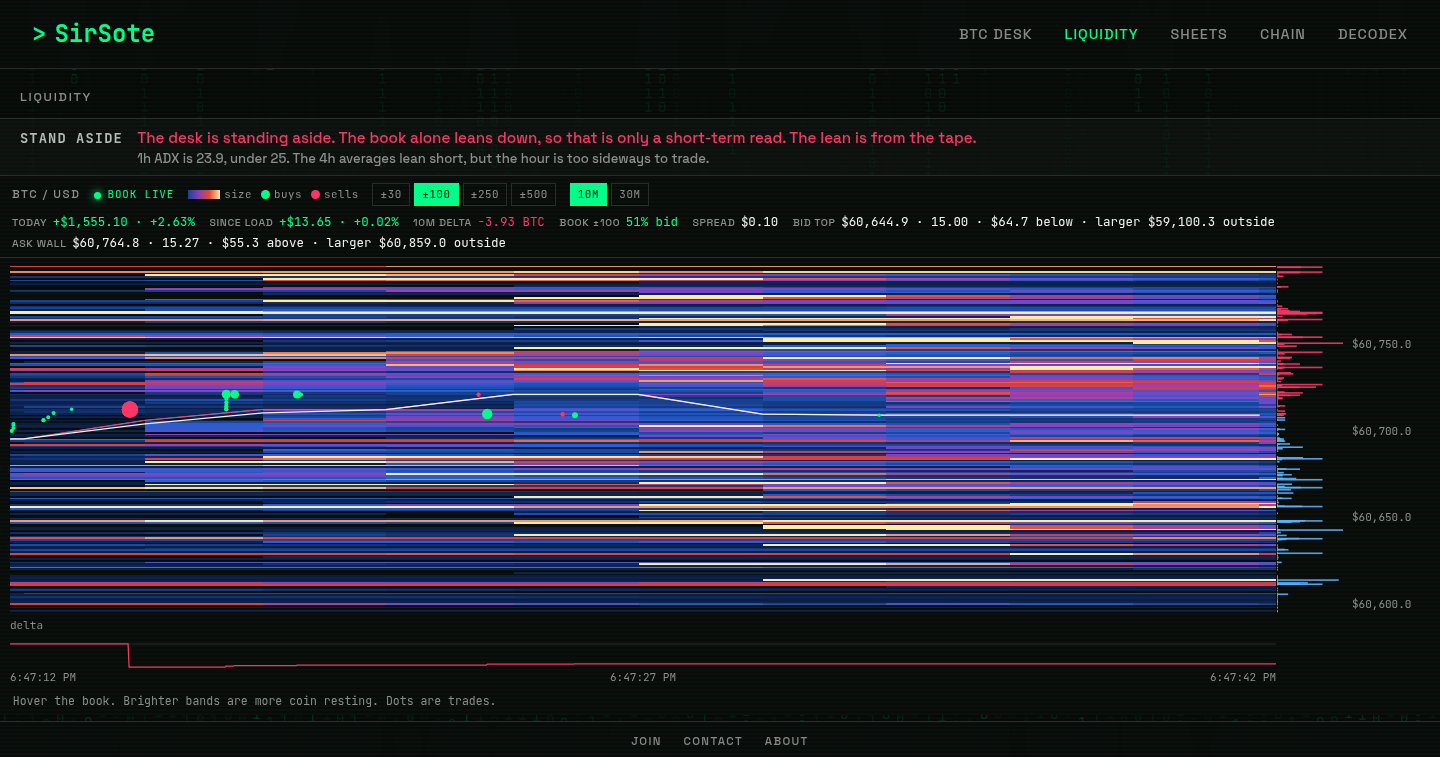 > SirSote
BTC DESK LIQUIDITY SHEETS CHAIN DECODEX
LIQUIDITY
STAND ASIDE The desk is standing aside. The book alone leans down, so that is only a short-term read. The lean is from the tape.
1h ADX is 23.9, under 25. The 4h averages lean short, but the hour is too sideways to trade.
BTC / USD BOOK LIVE size buys sells ±30 ±100 ±250 ±500 10M 30M
TODAY +$1,555.10 · +2.63% SINCE LOAD +$13.65 · +0.02% 10M DELTA -3.93 BTC BOOK ±100 51% bid SPREAD $0.10 BID TOP $60,644.9 · 15.00 · $64.7 below · larger $59,100.3 outside
ASK WALL $60,764.8 · 15.27 · $55.3 above · larger $60,859.0 outside
$60,750.0
$60,700.0
$60,650.0
$60,600.0
delta
6:47:12 PM 6:47:27 PM 6:47:42 PM
Hover the book. Brighter bands are more coin resting. Dots are trades.
JOIN CONTACT ABOUT